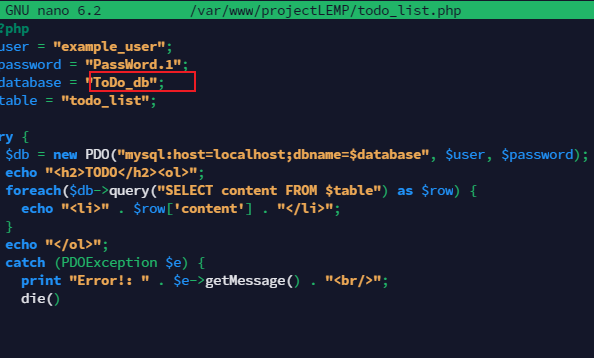 GNU nano 6.2 /var/www/projectLEMP/todo_list.php
?php
user = "example_user";
password = "PassWord.1";
database = "ToDo_db";
table = "todo_list";
ry {
$db = new PDO("mysql:host=localhost;dbname=$database", $user, $password);
echo "<h2>TODO</h2><ol>";
foreach($db->query("SELECT content FROM $table") as $row) {
echo "<li>" . $row['content'] . "</li>";
}
echo "</ol>";
catch (PDOException $e) {
print "Error!: " . $e->getMessage() . "<br/>";
die()